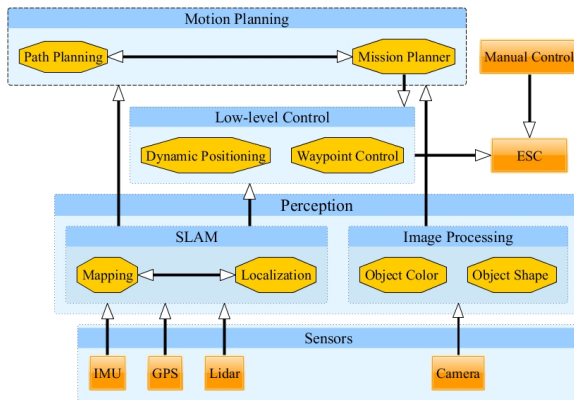 Motion Planning
Path Planning
Mission Planner
Manual Control
Low-level Control
Dynamic Positioning
Waypoint Control
ESC
Perception
SLAM
Image Processing
Mapping
Localization
Object Color
Object Shape
Sensors
IMU
GPS
Lidar
Camera